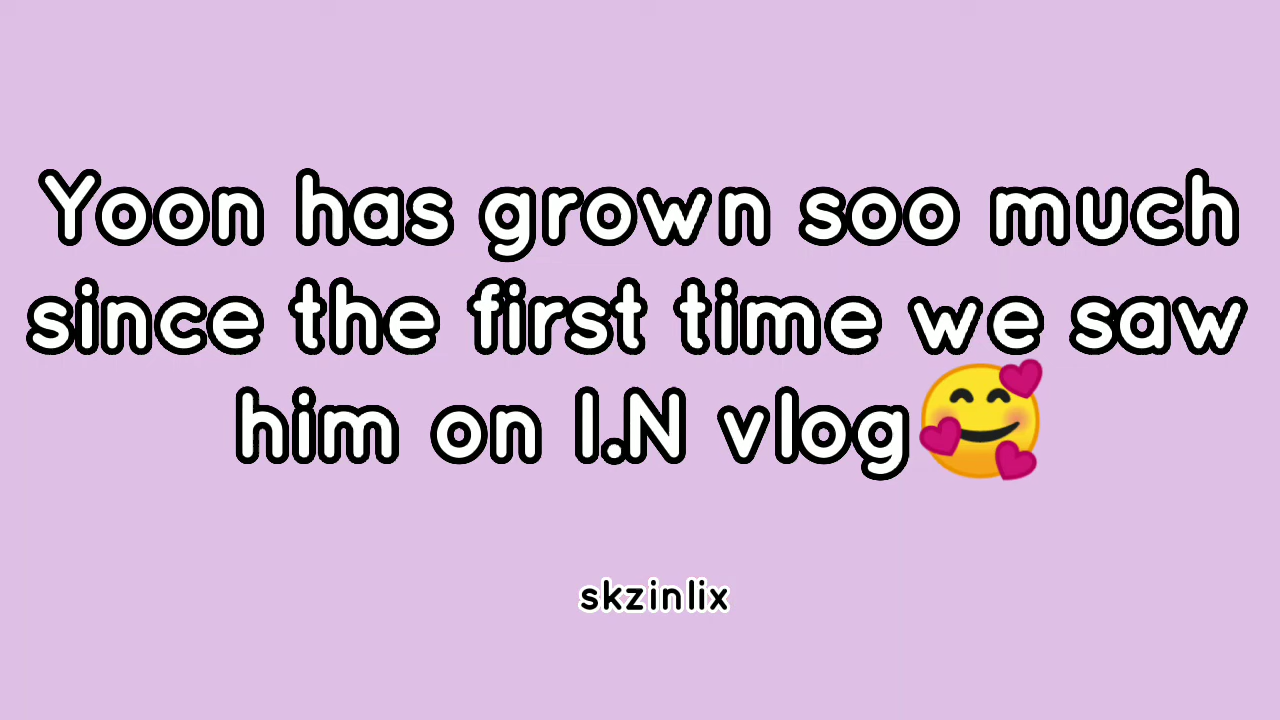 Yoon has grown soo much
since the first time we saw
him on I.N vlog🥰
skzinlix